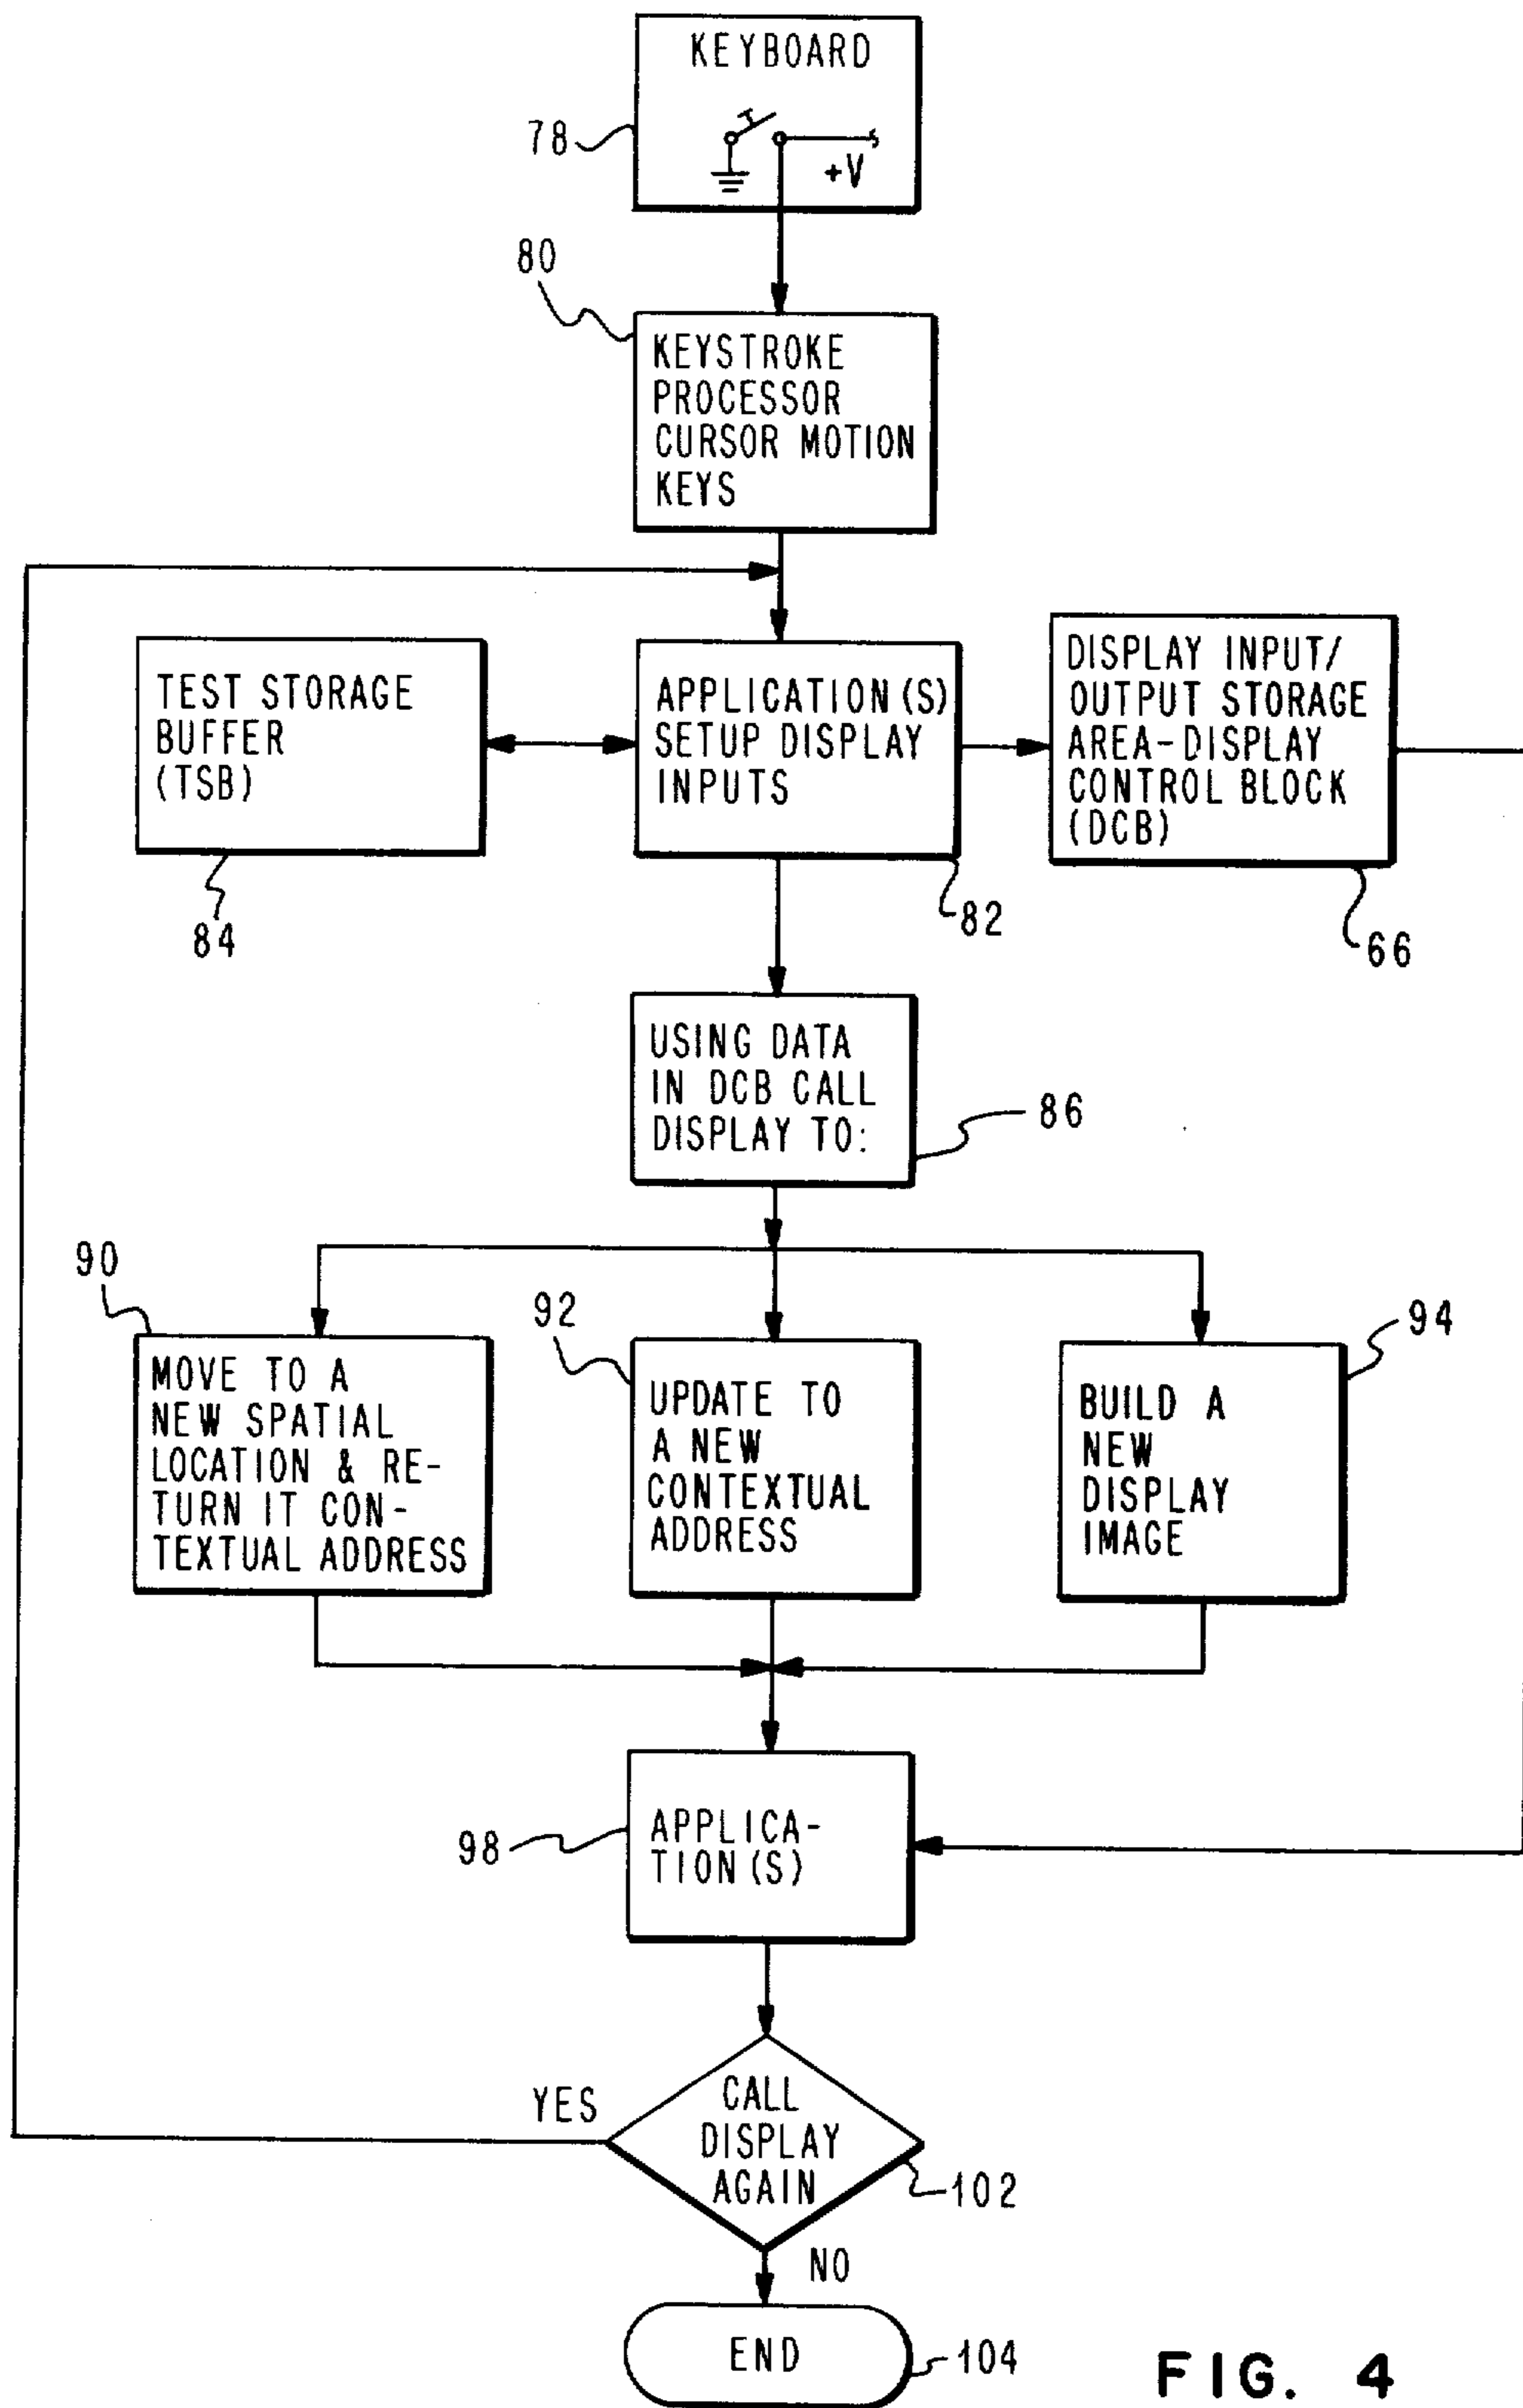 KEYBOARD
78
+V
80
KEYSTROKE
PROCESSOR
CURSOR MOTION
KEYS
TEST STORAGE
BUFFER
(TSB)
84
APPLICATION(S)
SETUP DISPLAY
INPUTS
82
DISPLAY INPUT/
OUTPUT STORAGE
AREA-DISPLAY
CONTROL BLOCK
(DCB)
66
USING DATA
IN DCB CALL
DISPLAY TO:
86
90
MOVE TO A
NEW SPATIAL
LOCATION & RE-
TURN IT CON-
TEXTUAL ADDRESS
92
UPDATE TO
A NEW
CONTEXTUAL
ADDRESS
94
BUILD A
NEW
DISPLAY
IMAGE
98
APPLICA-
TION(S)
YES
CALL
DISPLAY
AGAIN
102
NO
END
104
FIG. 4